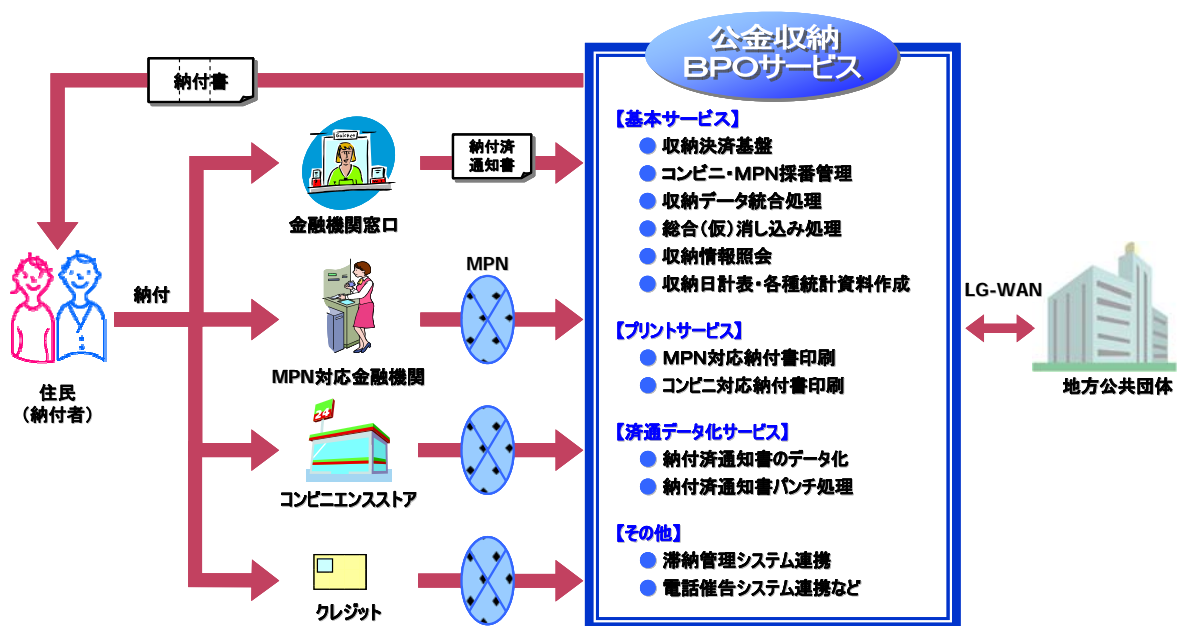 公金収納
BPOサービス
納付書
納付済
通知書
金融機関窓口
納付
住民
(納付者)
MPN
MPN対応金融機関
24
コンビニエンスストア
クレジット
【基本サービス】
● 収納決済基盤
● コンビニ・MPN採番管理
● 収納データ統合処理
● 総合(仮)消し込み処理
● 収納情報照会
● 収納日計表・各種統計資料作成
【プリントサービス】
● MPN対応納付書印刷
● コンビニ対応納付書印刷
【済通データ化サービス】
● 納付済通知書のデータ化
● 納付済通知書パンチ処理
【その他】
● 滞納管理システム連携
● 電話催告システム連携など
LG-WAN
地方公共団体